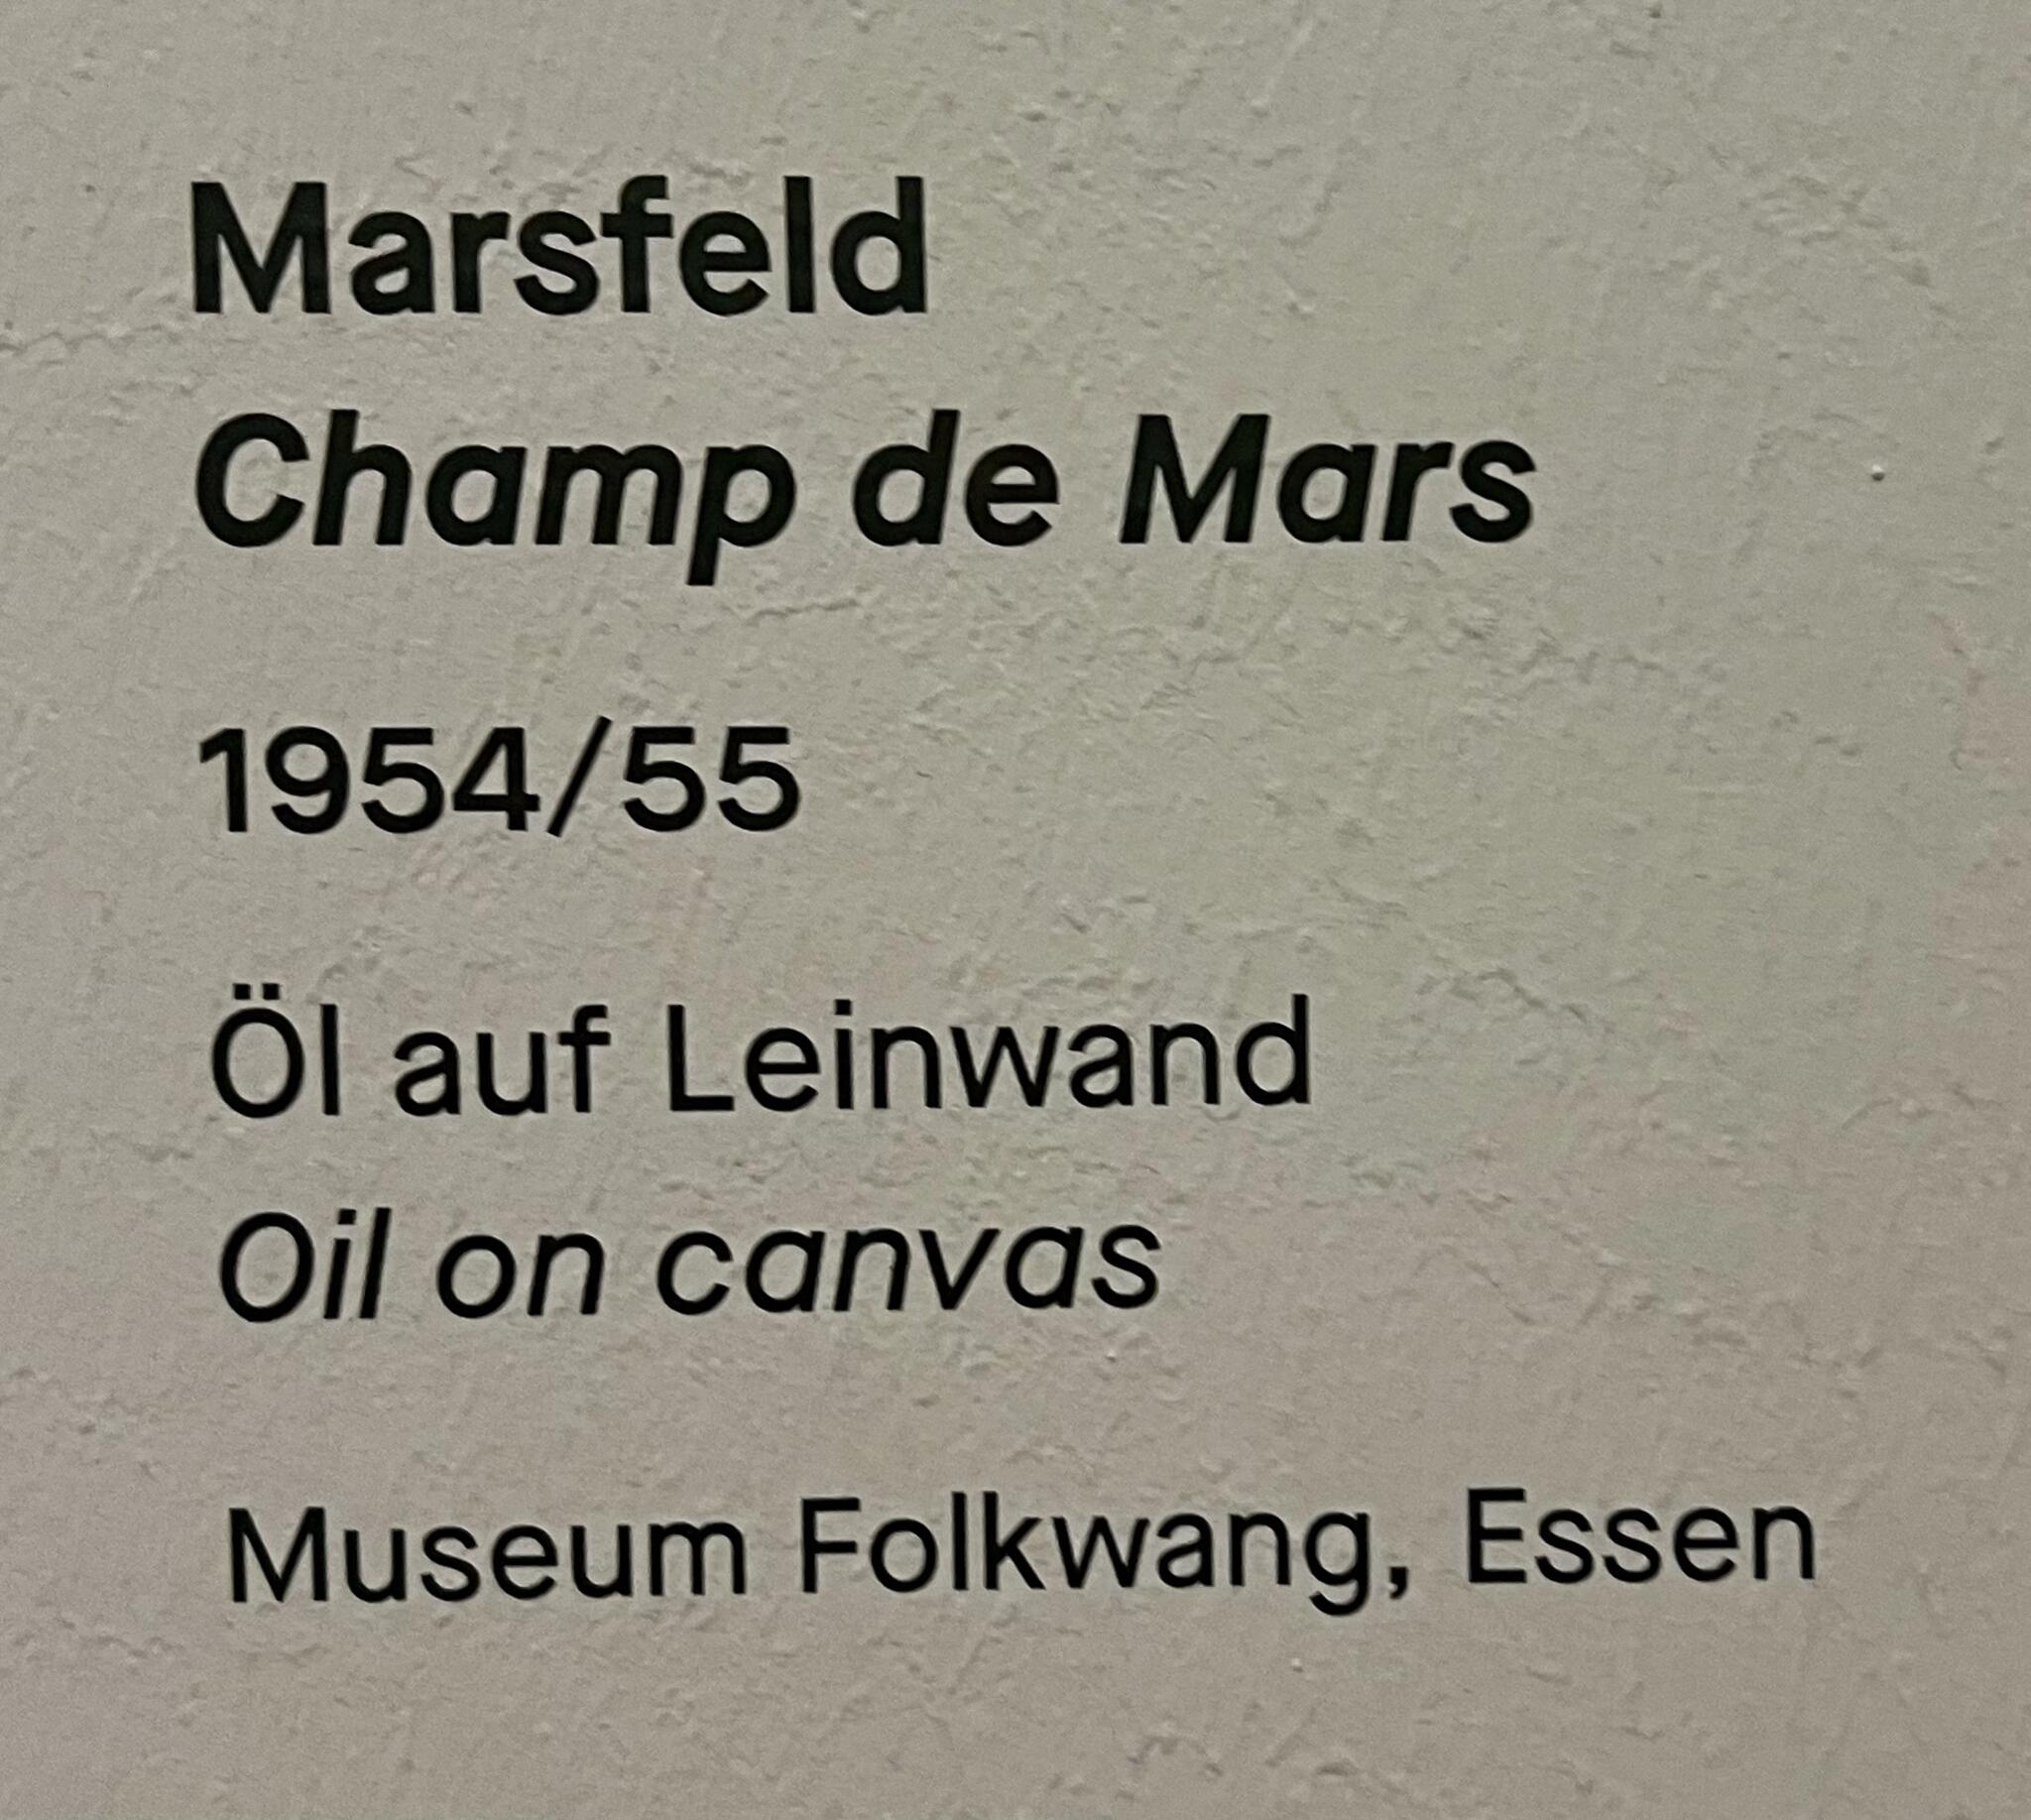 Marsfeld
Champ de Mars
1954/55
Öl auf Leinwand
Oil on canvas
Museum Folkwang, Essen